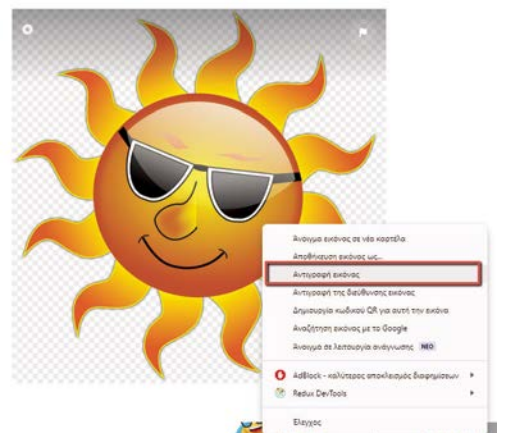 Άνοιγμα εικόνας σε νέα καρτέλα
Αποθήκευση εικόνας ως...
Αντιγραφή εικόνας
Αντιγραφή της διεύθυνσης εικόνας
Δημιουργία κωδικού QR για αυτή την εικόνα
Αναζήτηση εικόνας με το Google
Άνοιγμα σε λειτουργία ανάγνωσης ΝΕΟ
AdBlock - καλύτερος αποκλεισμός διαφημίσεων
Redux DevTools
Έλεγχος